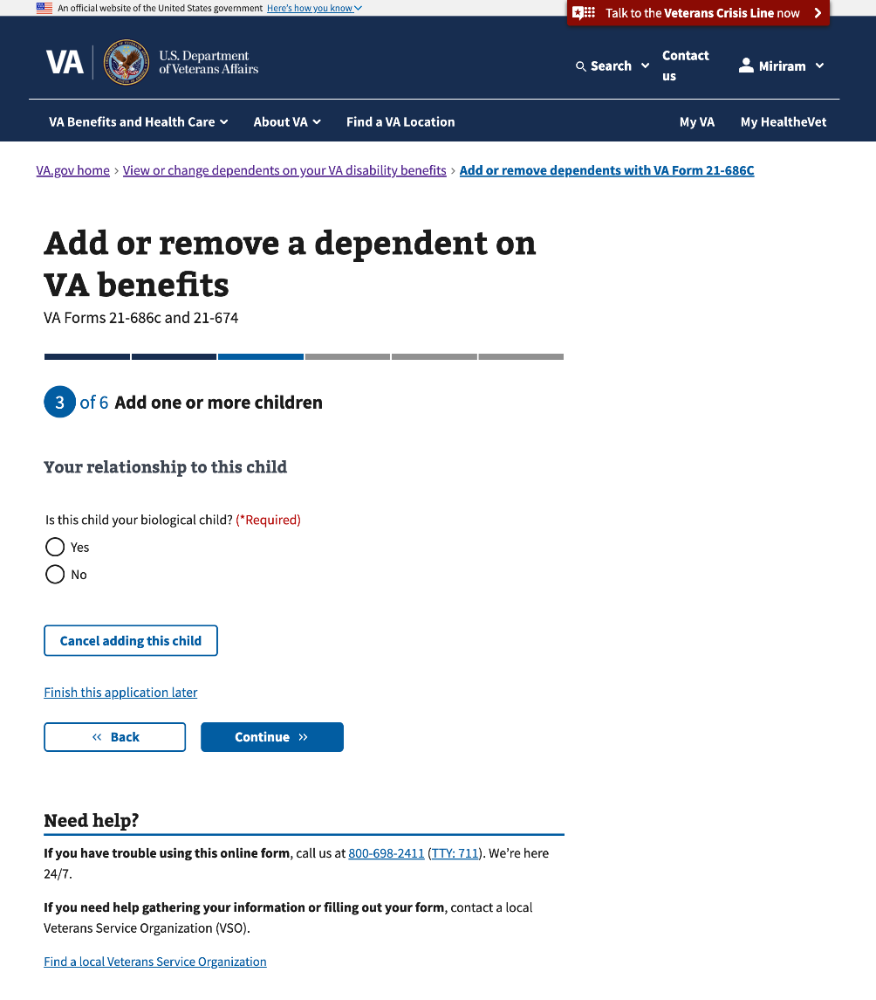 An official website of the United States government Here's how you know
Talk to the Veterans Crisis Line now
VA
U.S. Department
of Veterans Affairs
Search
Contact
us
Miriram
VA Benefits and Health Care
About VA
Find a VA Location
My VA
My HealtheVet
VA.gov home › View or change dependents on your VA disability benefits › Add or remove dependents with VA Form 21-686C
Add or remove a dependent on
VA benefits
VA Forms 21-686c and 21-674
3 of 6 Add one or more children
Your relationship to this child
Is this child your biological child? (*Required)
Yes
No
Cancel adding this child
Finish this application later
« Back
Continue »
Need help?
If you have trouble using this online form, call us at 800-698-2411 (TTY: 711). We’re here
24/7.
If you need help gathering your information or filling out your form, contact a local
Veterans Service Organization (VSO).
Find a local Veterans Service Organization